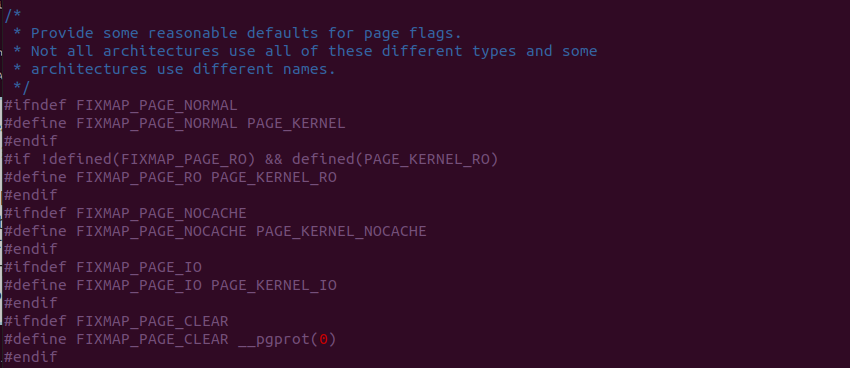 /*
 * Provide some reasonable defaults for page flags.
 * Not all architectures use all of these different types and some
 * architectures use different names.
 */
#ifndef FIXMAP_PAGE_NORMAL
#define FIXMAP_PAGE_NORMAL PAGE_KERNEL
#endif
#if !defined(FIXMAP_PAGE_RO) && defined(PAGE_KERNEL_RO)
#define FIXMAP_PAGE_RO PAGE_KERNEL_RO
#endif
#ifndef FIXMAP_PAGE_NOCACHE
#define FIXMAP_PAGE_NOCACHE PAGE_KERNEL_NOCACHE
#endif
#ifndef FIXMAP_PAGE_IO
#define FIXMAP_PAGE_IO PAGE_KERNEL_IO
#endif
#ifndef FIXMAP_PAGE_CLEAR
#define FIXMAP_PAGE_CLEAR __pgprot(0)
#endif